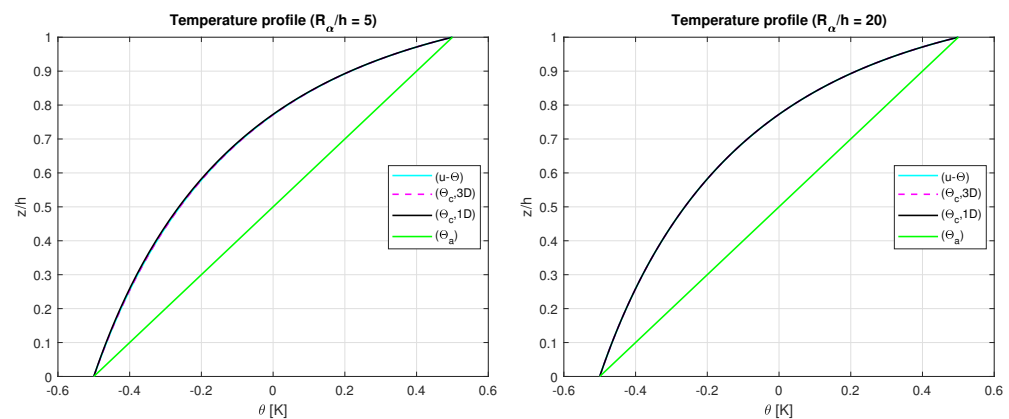 Temperature profile (R_α/h = 5)
1
0.9
0.8
0.7
0.6
0.5
0.4
0.3
0.2
0.1
0
z/h
-0.6 -0.4 -0.2 0 0.2 0.4 0.6
θ [K]
(u-Θ)
(Θ_c,3D)
(Θ_c,1D)
(Θ_a)
Temperature profile (R_α/h = 20)
1
0.9
0.8
0.7
0.6
0.5
0.4
0.3
0.2
0.1
0
z/h
-0.6 -0.4 -0.2 0 0.2 0.4 0.6
θ [K]
(u-Θ)
(Θ_c,3D)
(Θ_c,1D)
(Θ_a)